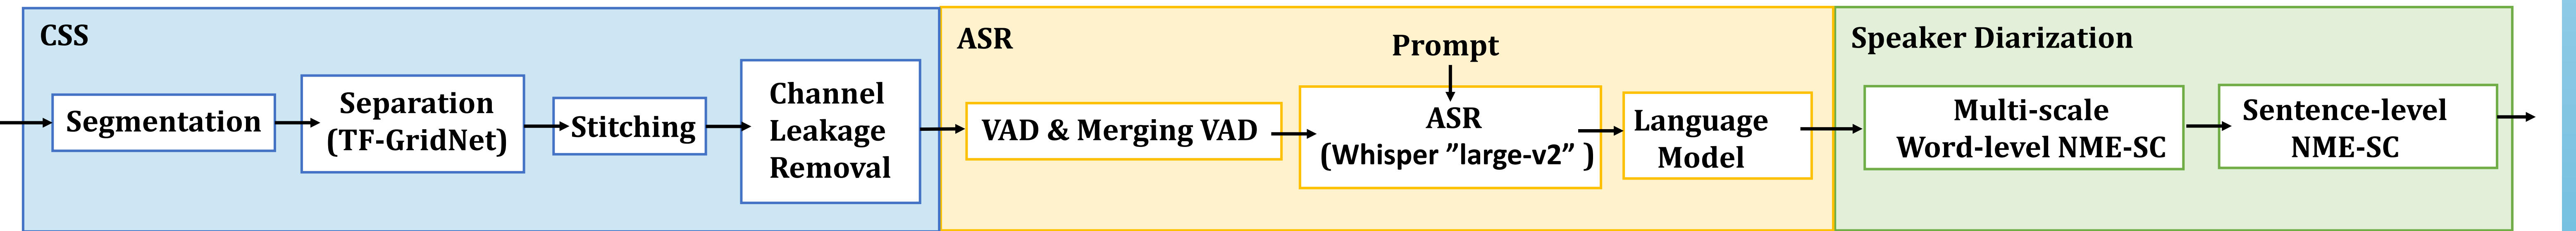 CSS
Segmentation
Separation
(TF-GridNet)
Stitching
Channel
Leakage
Removal
ASR
VAD & Merging VAD
Prompt
ASR
(Whisper ”large-v2” )
Language
Model
Speaker Diarization
Multi-scale
Word-level NME-SC
Sentence-level
NME-SC